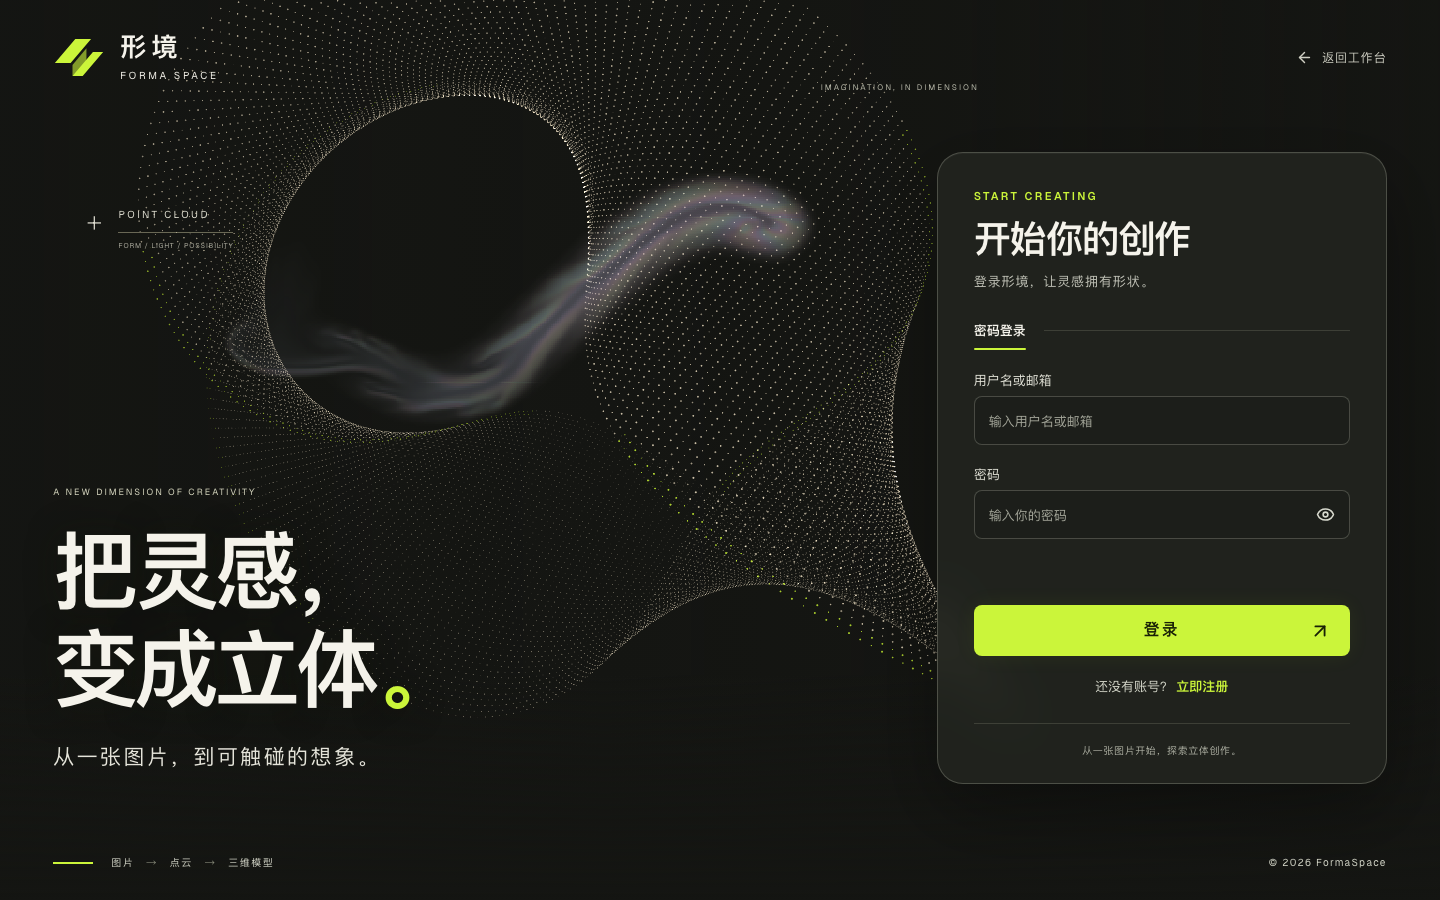 形境
FORMA SPACE
返回工作台
IMAGINATION, IN DIMENSION
POINT CLOUD
FORM / LIGHT / POSSIBILITY
A NEW DIMENSION OF CREATIVITY
把灵感，
变成立体。
从一张图片，到可触碰的想象。
图片 → 点云 → 三维模型
START CREATING
开始你的创作
登录形境，让灵感拥有形状。
密码登录
用户名或邮箱
输入用户名或邮箱
密码
输入你的密码
登录
还没有账号？ 立即注册
从一张图片开始，探索立体创作。
© 2026 FormaSpace